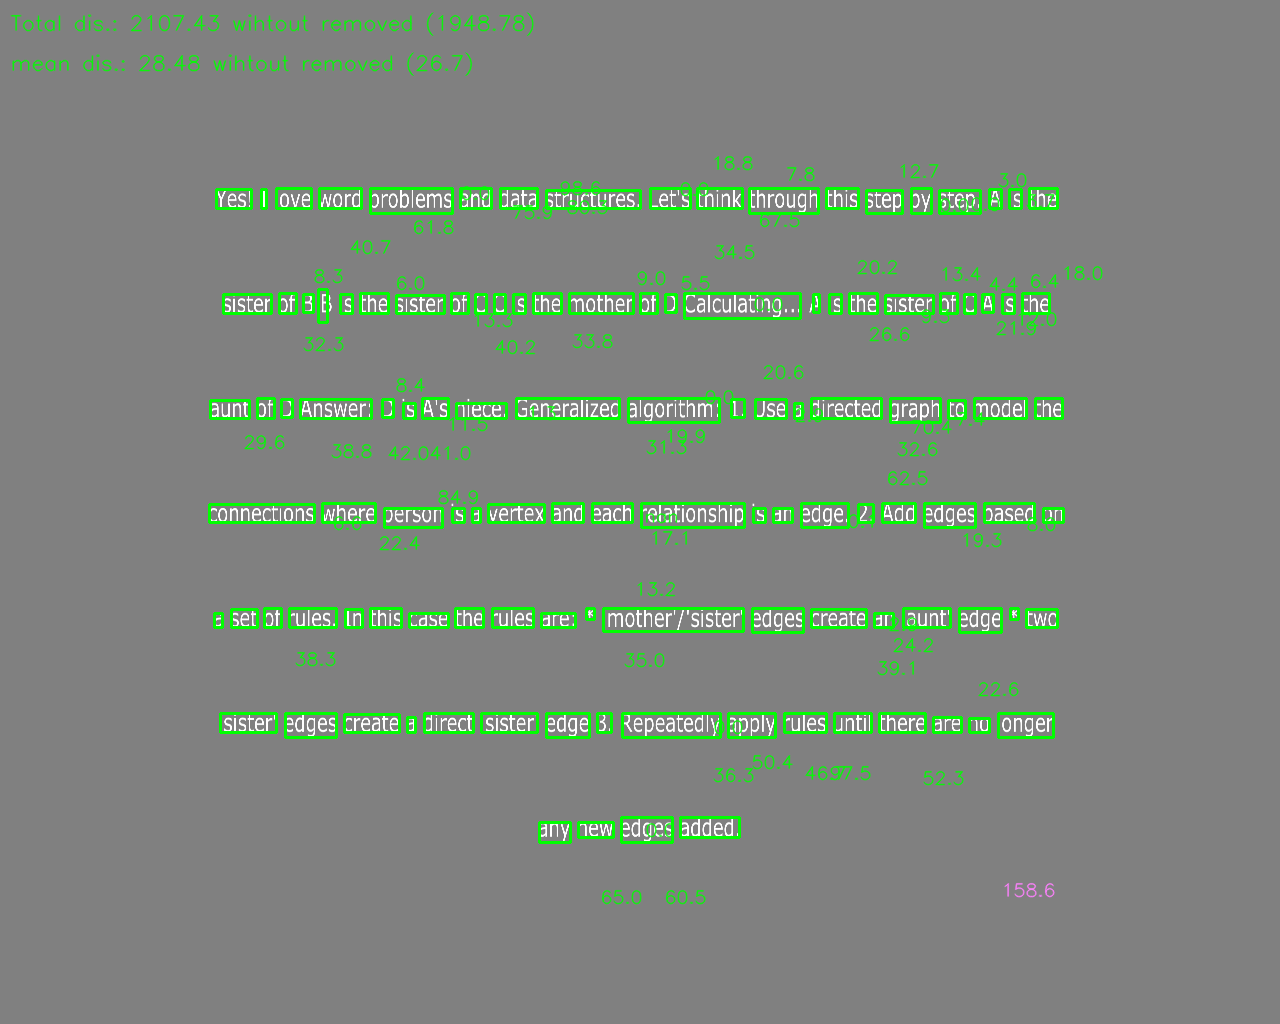 Total dis.: 2107.43 wihtout removed (1948.78)
mean dis.: 28.48 wihtout removed (26.7)
18.8 7.8 12.7 3.0
Yes! I love word problems and data structures. Let's think through this step by step. A is the
61.8 75.9 67.5
40.7 34.5
8.3 6.0 9.0 5.5 20.2 13.4 4.4 6.4 18.0
sister of B. B is the sister of C. C is the mother of D. Calculating... A is the sister of C. A is the
13.3 21.9
32.3 40.2 33.8 26.6
8.4 20.6
aunt of D. Answer: D is A's niece. Generalized algorithm: 1. Use a directed graph to model the
11.5 19.9 70.4 7.4
29.6 38.8 42.0 41.0 31.3 32.6
84.9 62.5
connections where person is a vertex and each relationship is an edge. 2. Add edges based on
22.4 17.1 19.3
13.2
a set of rules. In this case the rules are: * 'mother'/'sister' edges create an 'aunt' edge * two
24.2
38.3 35.0 39.1
22.6
'sister' edges create a direct 'sister' edge 3. Repeatedly apply rules until there are no longer
36.3 50.4 52.3
any new edges added.
65.0 60.5 158.6